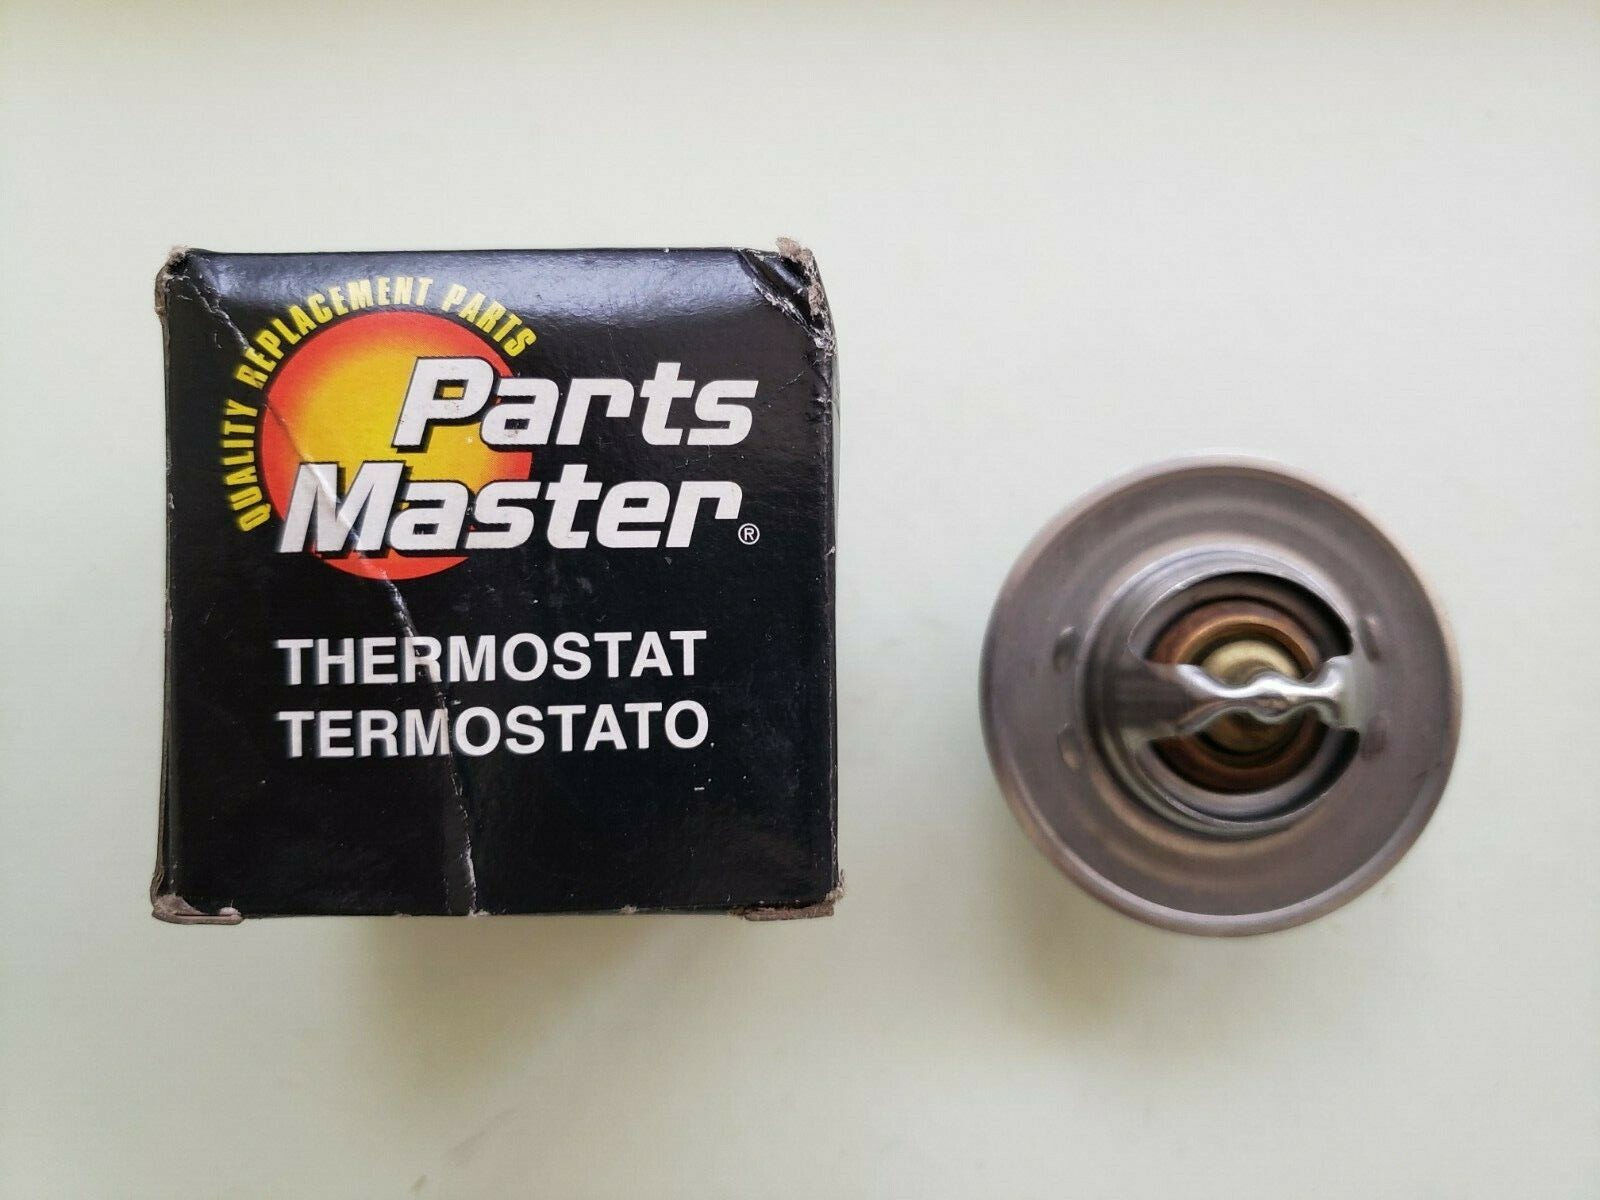 QUALITY REPLACEMENT PARTS
Parts
Master®
THERMOSTAT
TERMOSTATO